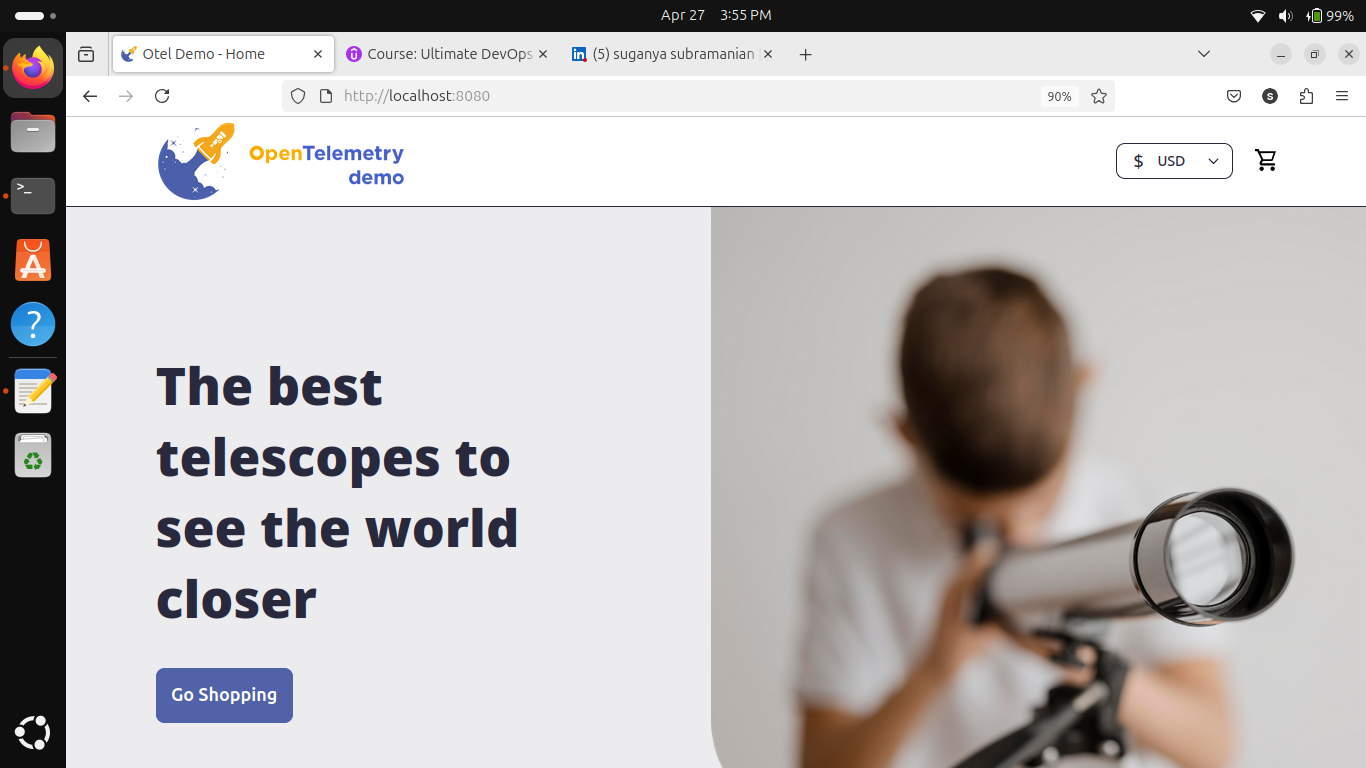 Apr 27 3:55 PM
99%
Otel Demo - Home
Course: Ultimate DevOps
(5) suganya subramanian
http://localhost:8080
90%
S
OpenTelemetry
demo
$ USD
The best
telescopes to
see the world
closer
Go Shopping